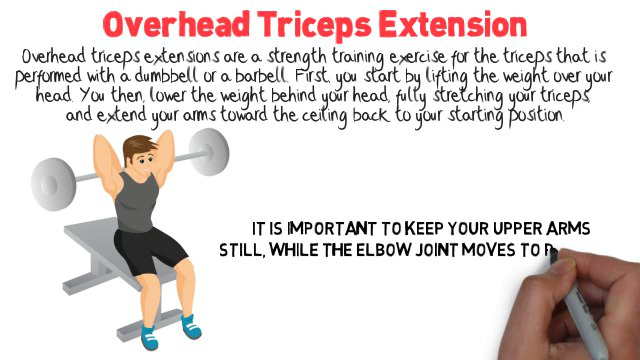 Overhead Triceps Extension
Overhead triceps extensions are a strength training exercise for the triceps that is
performed with a dumbbell or a barbell. First, you start by lifting the weight over your
head. You then, lower the weight behind your head, fully stretching your triceps,
and extend your arms toward the ceiling back to your starting position.
IT IS IMPORTANT TO KEEP YOUR UPPER ARMS
STILL, WHILE THE ELBOW JOINT MOVES TO